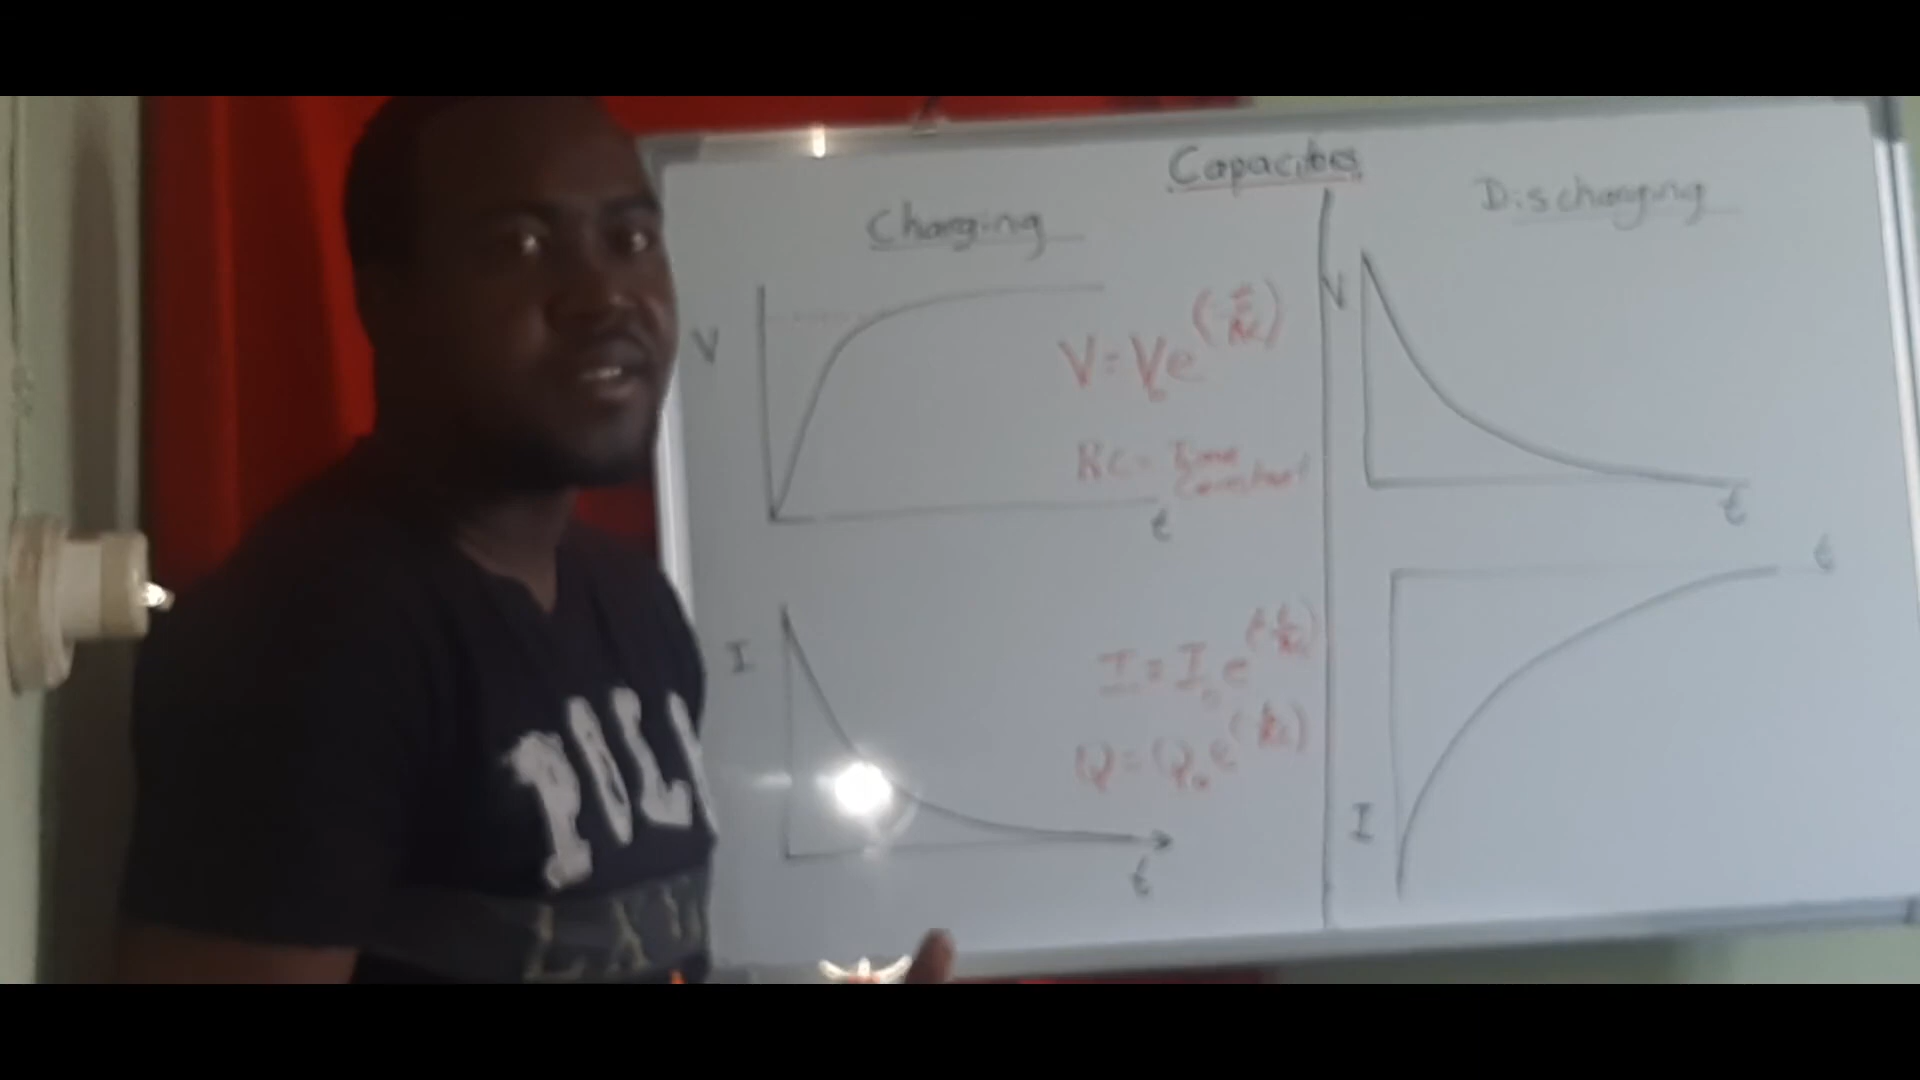 Capacitors
Charging
Discharging
V
V = V₀e^(-t/RC)
RC = Time
Constant
t
I
I = I₀e^(-t/RC)
Q = Q₀e^(-t/RC)
t
V
t
t
I
POLO